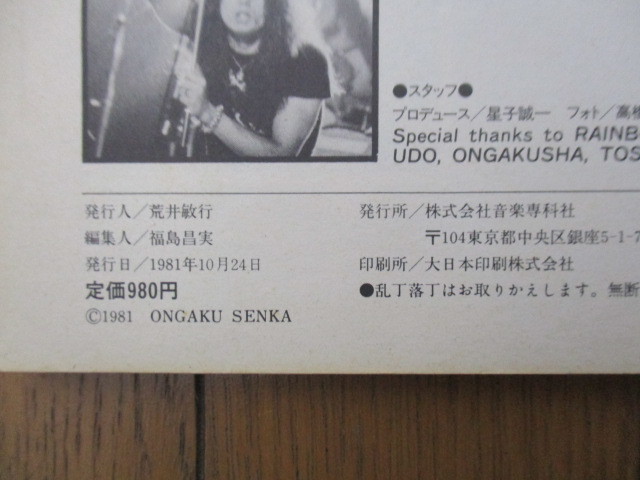 ●スタッフ●
プロデュース／星子誠一　フォト／高橋
Special thanks to RAINB
UDO, ONGAKUSHA, TOS
発行人／荒井敏行
編集人／福島昌実
発行日／1981年10月24日
定価980円
©1981 ONGAKU SENKA
発行所／株式会社音楽専科社
〒104東京都中央区銀座5-1-7
印刷所／大日本印刷株式会社
●乱丁落丁はお取りかえします。無断